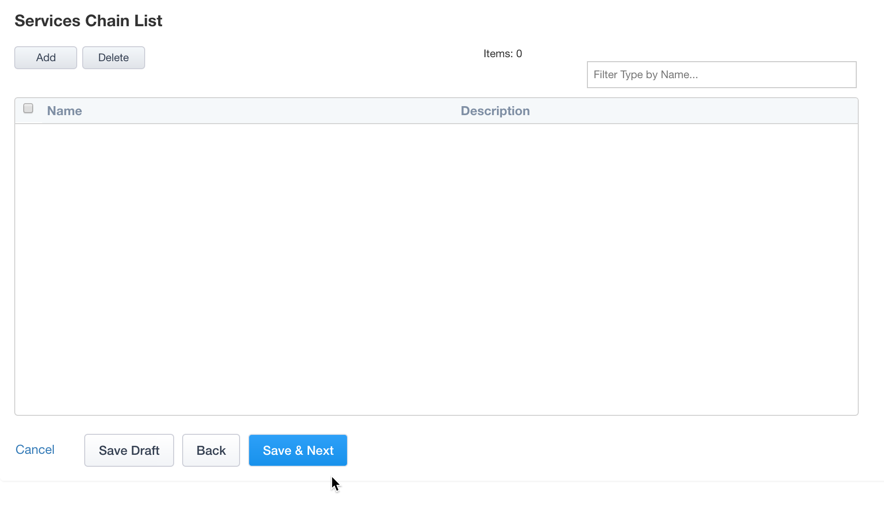 Services Chain List
Add Delete Items: 0
Filter Type by Name...
Name Description
Cancel Save Draft Back Save & Next